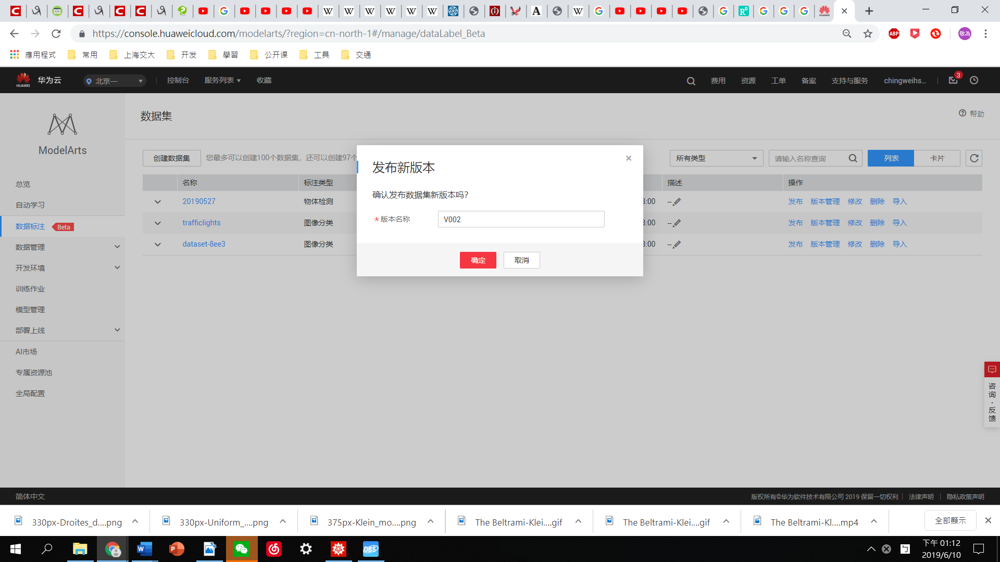 https://console.huaweicloud.com/modelarts/?region=cn-north-1#/manage/dataLabel_Beta
ABP
敬為
應用程式 常用 上海交大 开发 學習 公开课 工具 交通
HUAWEI 华为云 北京一 控制台 服务列表 收藏 费用 资源 工单 备案 支持与服务 chingweihs... 3
ModelArts
总览
自动学习
数据标注 Beta
数据管理
开发环境
训练作业
模型管理
部署上线
AI市场
专属资源池
全局配置
数据集
帮助
创建数据集 您最多可以创建100个数据集，还可以创建97个 所有类型 请输入名称查询 列表 卡片
名称 标注类型 描述 操作
20190527 物体检测 3:00 -- 发布 版本管理 修改 删除 导入
trafficlights 图像分类 3:00 -- 发布 版本管理 修改 删除 导入
dataset-8ee3 图像分类 3:00 -- 发布 版本管理 修改 删除 导入
发布新版本
×
确认发布数据集新版本吗?
*版本名称 V002
确定 取消
咨询·反馈
简体中文
版权所有©华为软件技术有限公司 2019 保留一切权利 法律声明 隐私政策声明
330px-Droites_d....png 330px-Uniform_....png 375px-Klein_mo....png The Beltrami-Klei....gif The Beltrami-Klei....gif The Beltrami-Kl....mp4 全部顯示
OBS
下午 01:12
2019/6/10